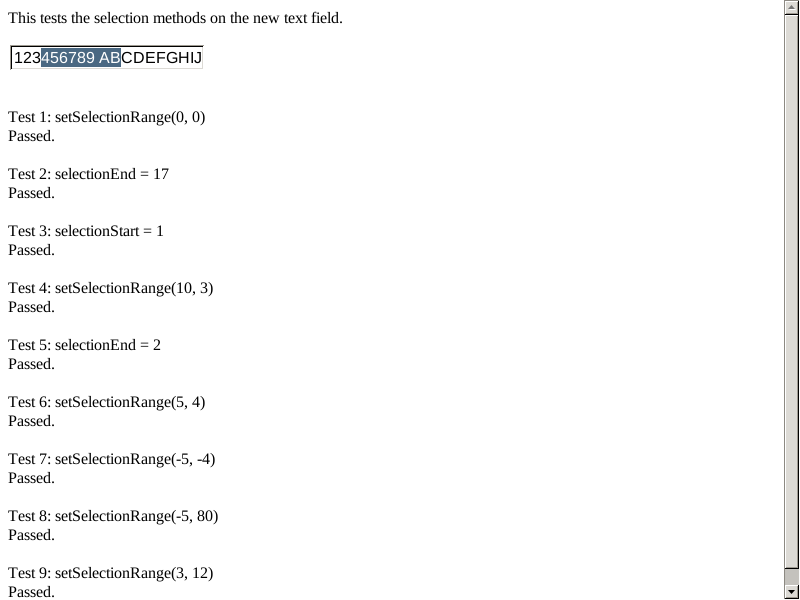 This tests the selection methods on the new text field.
123456789 ABCDEFGHIJ
Test 1: setSelectionRange(0, 0)
Passed.
Test 2: selectionEnd = 17
Passed.
Test 3: selectionStart = 1
Passed.
Test 4: setSelectionRange(10, 3)
Passed.
Test 5: selectionEnd = 2
Passed.
Test 6: setSelectionRange(5, 4)
Passed.
Test 7: setSelectionRange(-5, -4)
Passed.
Test 8: setSelectionRange(-5, 80)
Passed.
Test 9: setSelectionRange(3, 12)
Passed.